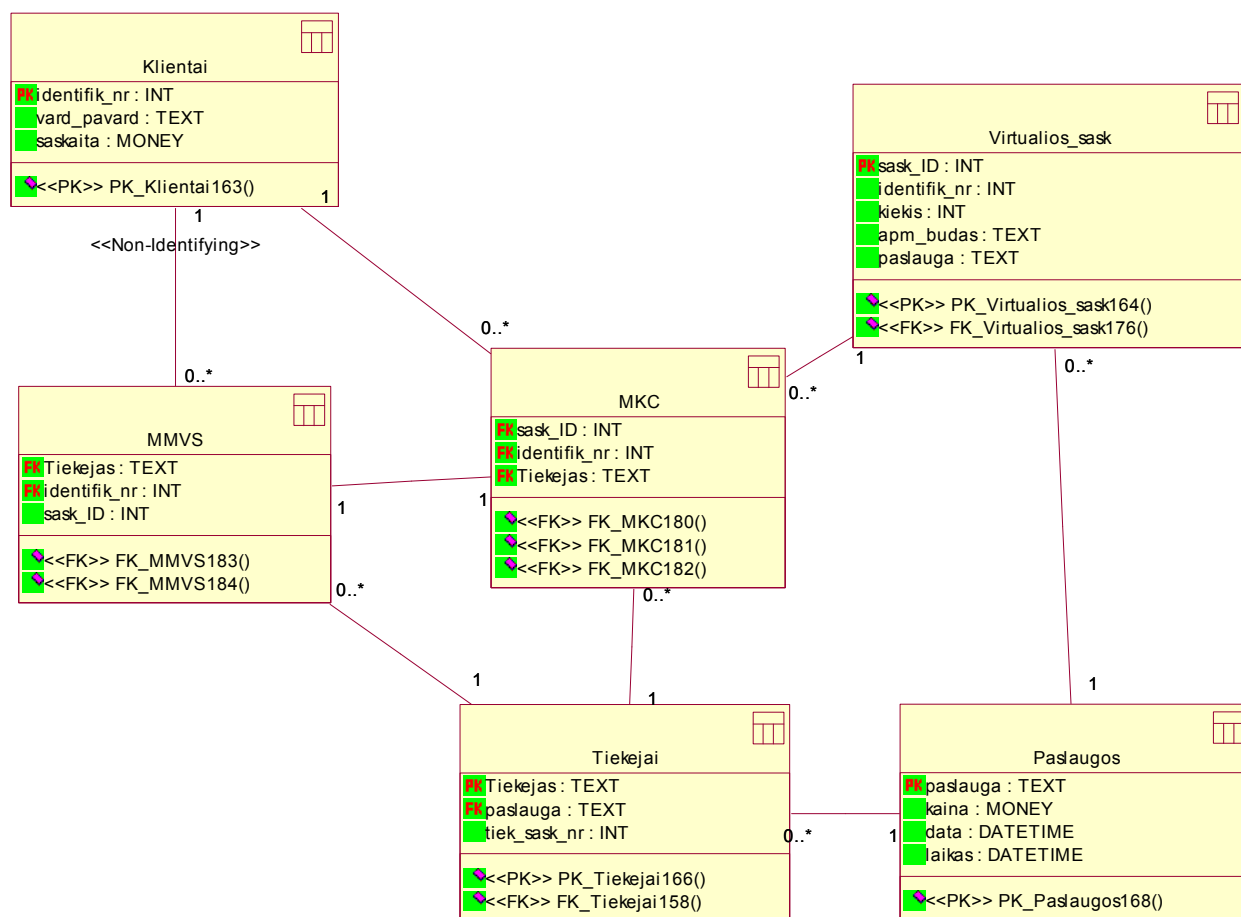 Klientai
PK identifik_nr : INT
vard_pavard : TEXT
saskaita : MONEY
<<PK>> PK_Klientai163()
1
1
<<Non-Identifying>>
0..*
0..*
Virtualios_sask
PK sask_ID : INT
identifik_nr : INT
kiekis : INT
apm_budas : TEXT
paslauga : TEXT
<<PK>> PK_Virtualios_sask164()
<<FK>> FK_Virtualios_sask176()
1
0..*
0..*
MKC
FK sask_ID : INT
FK identifik_nr : INT
FK Tiekejas : TEXT
<<FK>> FK_MKC180()
<<FK>> FK_MKC181()
<<FK>> FK_MKC182()
MMVS
FK Tiekejas : TEXT
FK identifik_nr : INT
sask_ID : INT
<<FK>> FK_MMVS183()
<<FK>> FK_MMVS184()
1
1
0..*
0..*
1
1
1
Tiekejai
PK Tiekejas : TEXT
FK paslauga : TEXT
tiek_sask_nr : INT
<<PK>> PK_Tiekejai166()
<<FK>> FK_Tiekejai158()
0..*
1
Paslaugos
PK paslauga : TEXT
kaina : MONEY
data : DATETIME
laikas : DATETIME
<<PK>> PK_Paslaugos168()